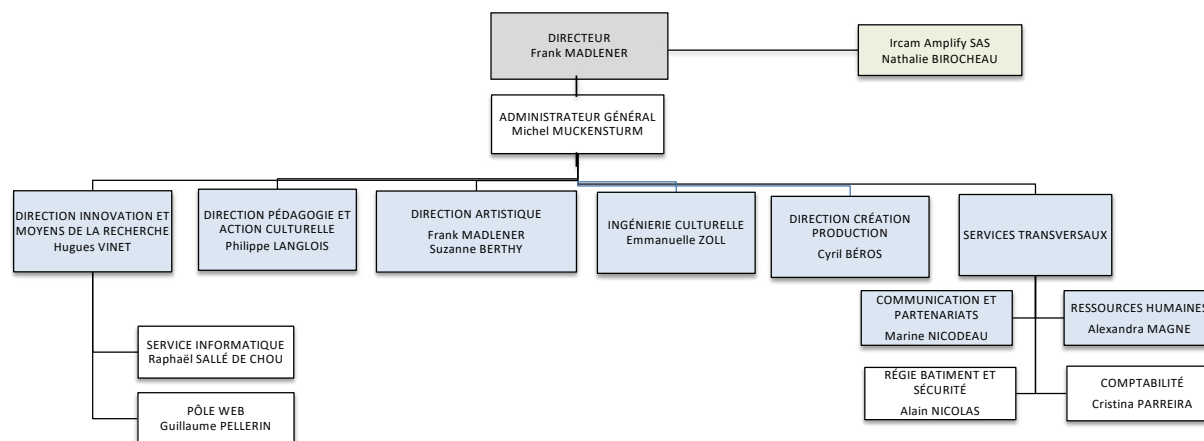 DIRECTEUR
Frank MADLENER
Ircam Amplify SAS
Nathalie BIROCHEAU
ADMINISTRATEUR GÉNÉRAL
Michel MUCKENSTURM
DIRECTION INNOVATION ET
MOYENS DE LA RECHERCHE
Hugues VINET
DIRECTION PÉDAGOGIE ET
ACTION CULTURELLE
Philippe LANGLOIS
DIRECTION ARTISTIQUE
Frank MADLENER
Suzanne BERTHY
INGÉNIERIE CULTURELLE
Emmanuelle ZOLL
DIRECTION CRÉATION
PRODUCTION
Cyril BÉROS
SERVICES TRANSVERSAUX
COMMUNICATION ET
PARTENARIATS
Marine NICODEAU
RESSOURCES HUMAINES
Alexandra MAGNE
SERVICE INFORMATIQUE
Raphaël SALLÉ DE CHOU
RÉGIE BATIMENT ET
SÉCURITÉ
Alain NICOLAS
COMPTABILITÉ
Cristina PARREIRA
PÔLE WEB
Guillaume PELLERIN